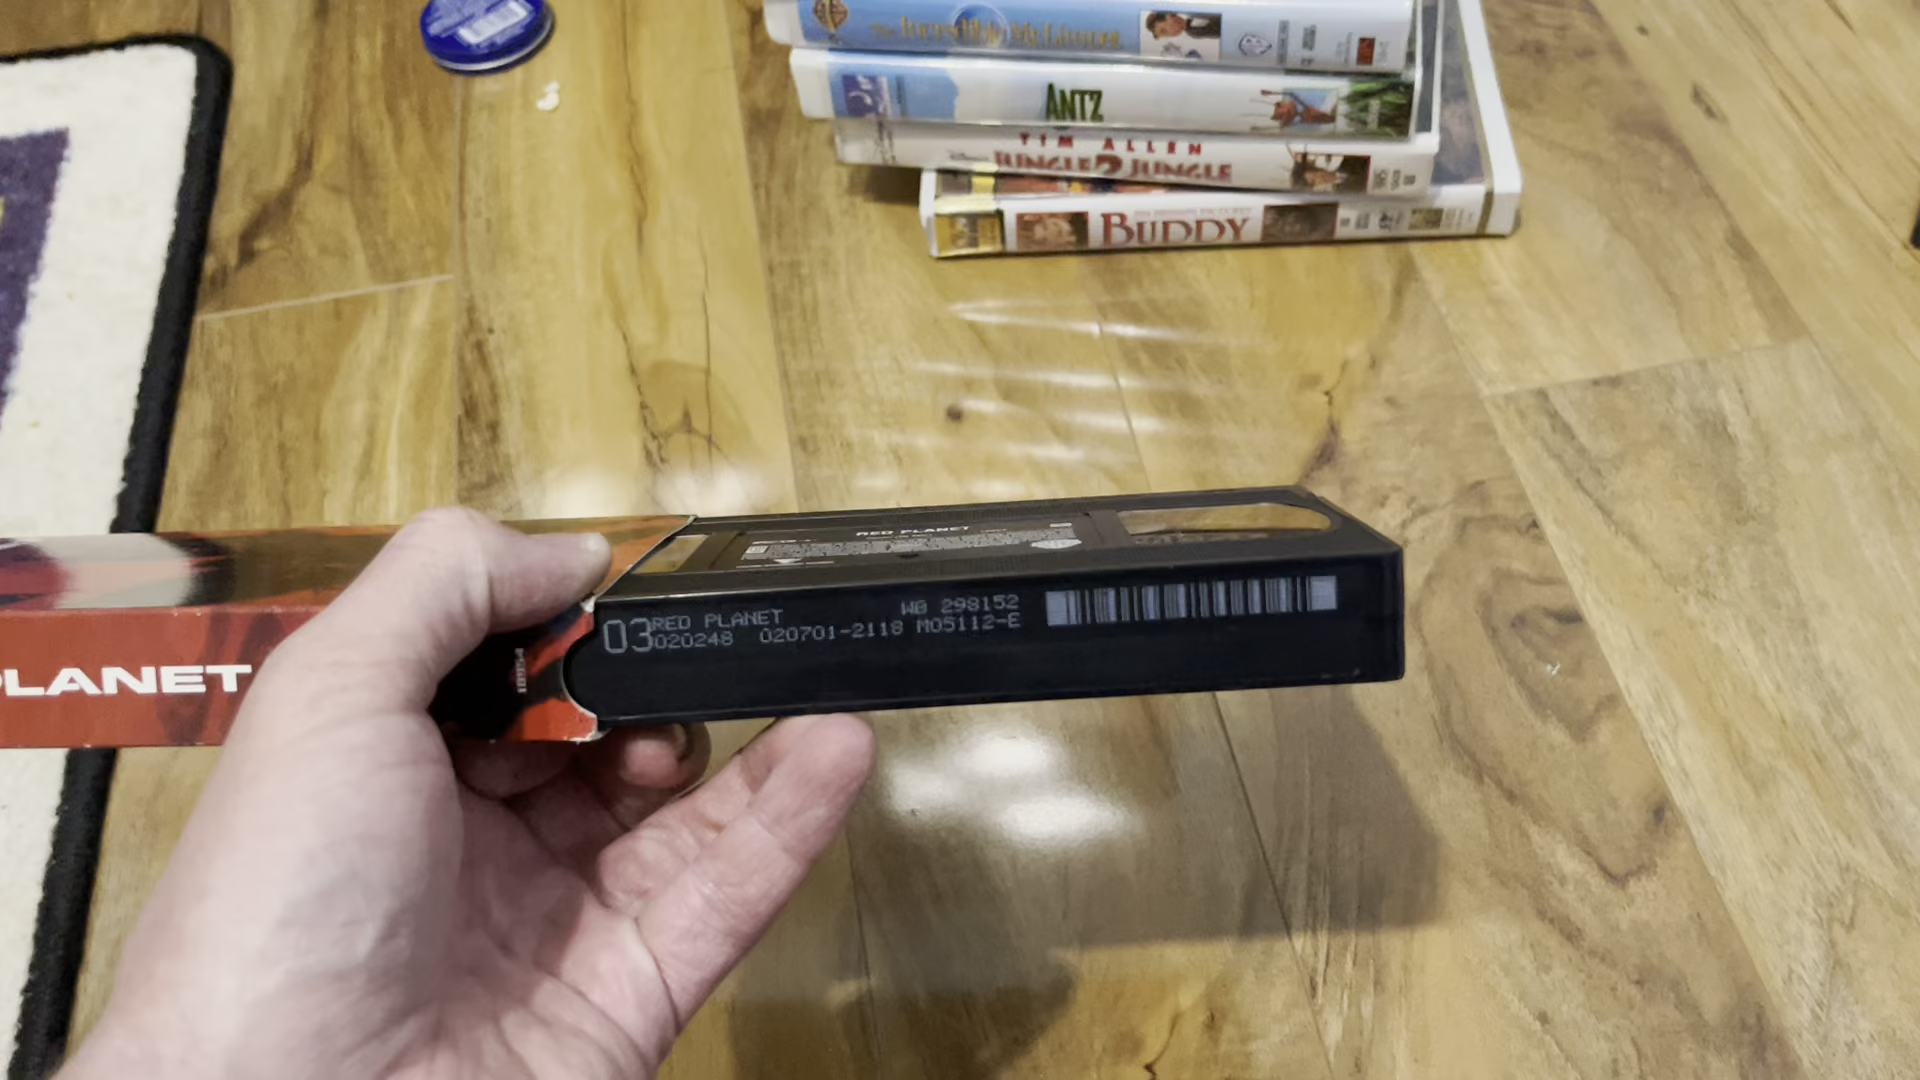 The Incredible Mr. Limpet
ANTZ
TIM ALLEN
JUNGLE 2 JUNGLE
BUDDY
RED PLANET
PLANET
03 RED PLANET WB 298152
020248 020701-2118 M05112-E